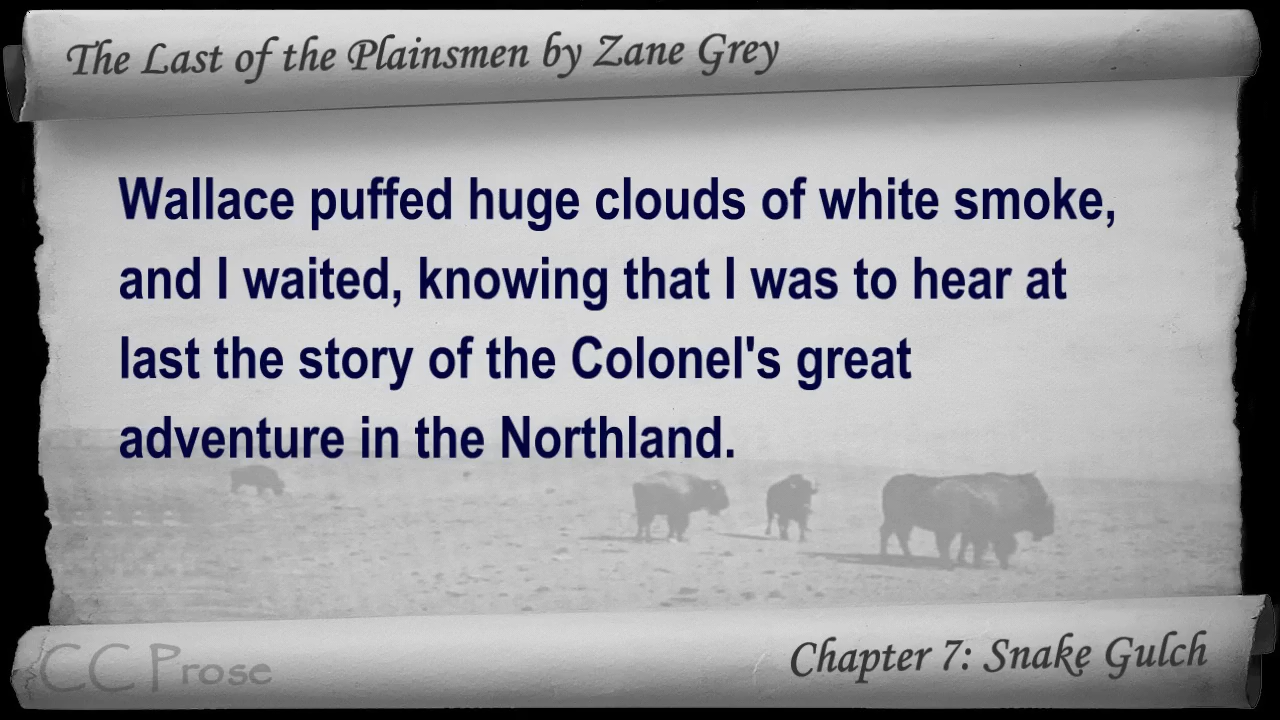 The Last of the Plainsmen by Zane Grey
Wallace puffed huge clouds of white smoke,
and I waited, knowing that I was to hear at
last the story of the Colonel's great
adventure in the Northland.
CC Prose
Chapter 7: Snake Gulch